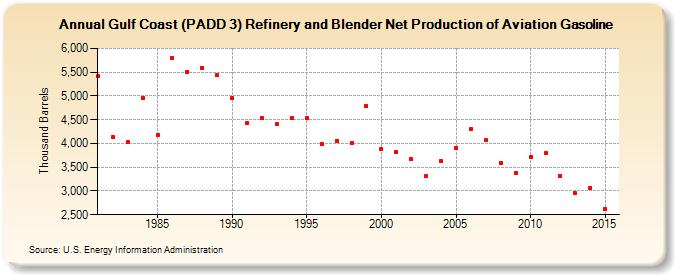 Annual Gulf Coast (PADD 3) Refinery and Blender Net Production of Aviation Gasoline
Thousand Barrels
6,000
5,500
5,000
4,500
4,000
3,500
3,000
2,500
1985 1990 1995 2000 2005 2010 2015
Source: U.S. Energy Information Administration